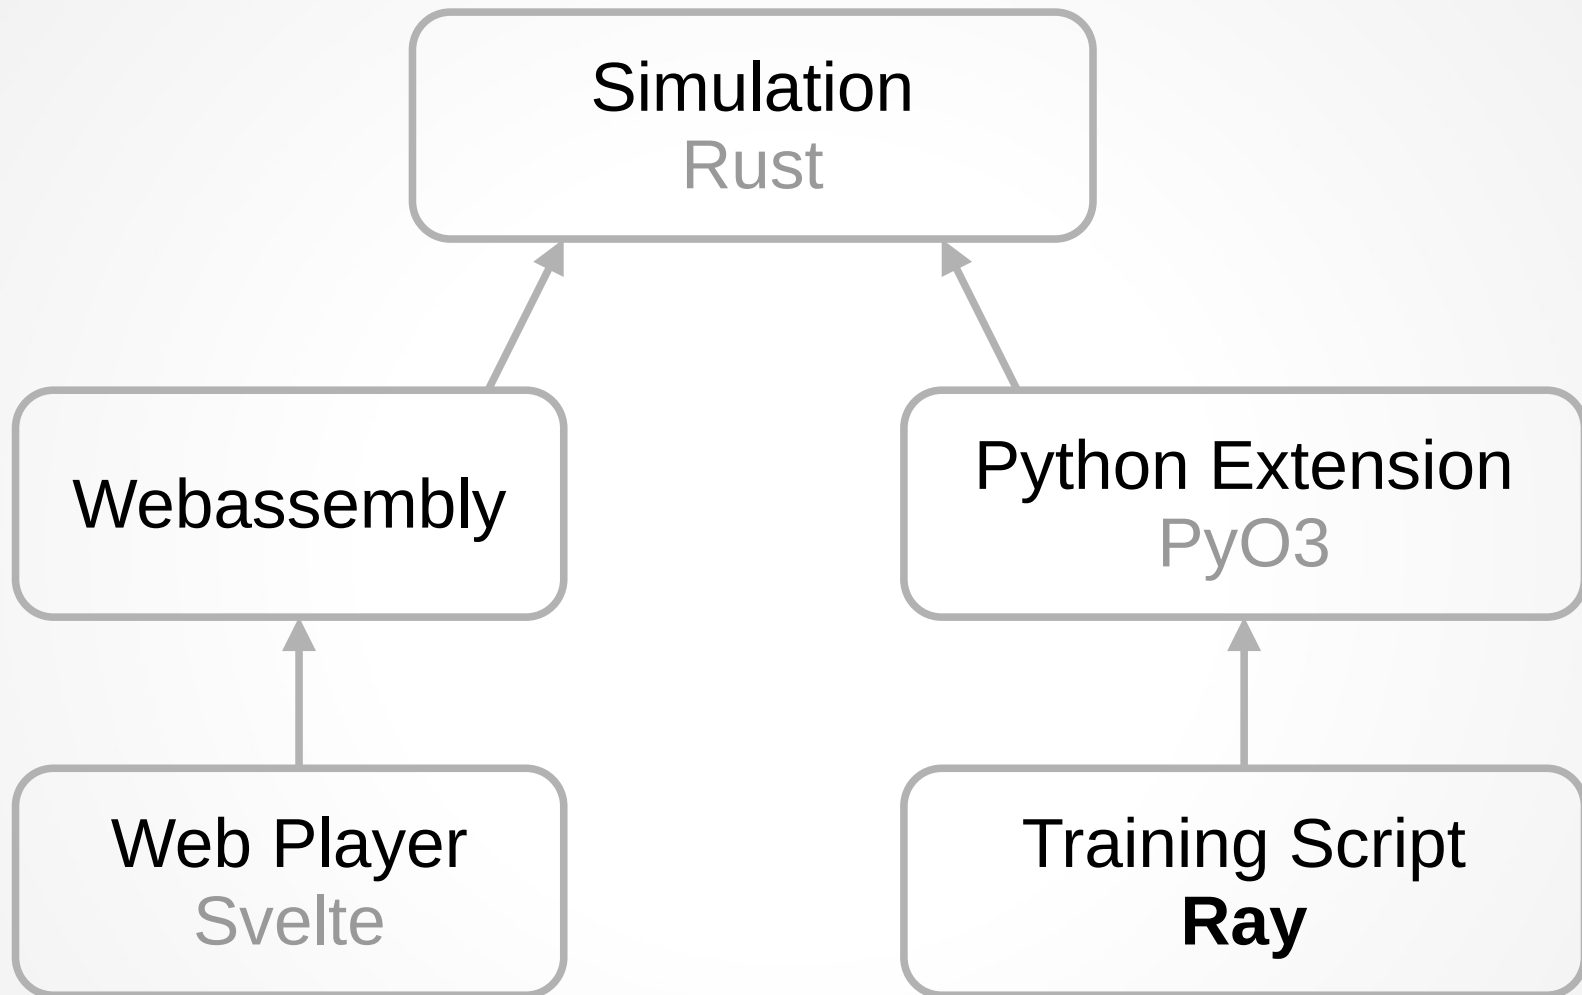 Simulation
Rust
Webassembly
Python Extension
PyO3
Web Player
Svelte
Training Script
Ray